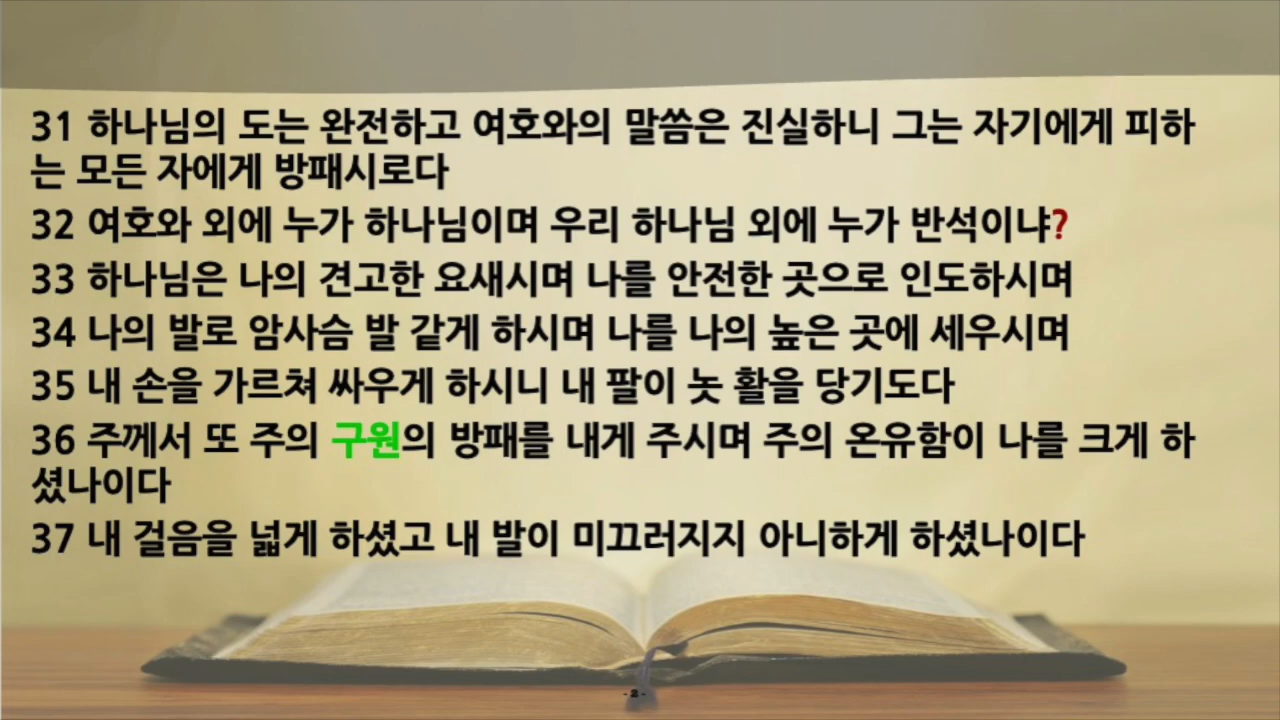 31 하나님의 도는 완전하고 여호와의 말씀은 진실하니 그는 자기에게 피하
는 모든 자에게 방패시로다
32 여호와 외에 누가 하나님이며 우리 하나님 외에 누가 반석이냐?
33 하나님은 나의 견고한 요새시며 나를 안전한 곳으로 인도하시며
34 나의 발로 암사슴 발 같게 하시며 나를 나의 높은 곳에 세우시며
35 내 손을 가르쳐 싸우게 하시니 내 팔이 놋 활을 당기도다
36 주께서 또 주의 구원의 방패를 내게 주시며 주의 온유함이 나를 크게 하
셨나이다
37 내 걸음을 넓게 하셨고 내 발이 미끄러지지 아니하게 하셨나이다
- 2 -